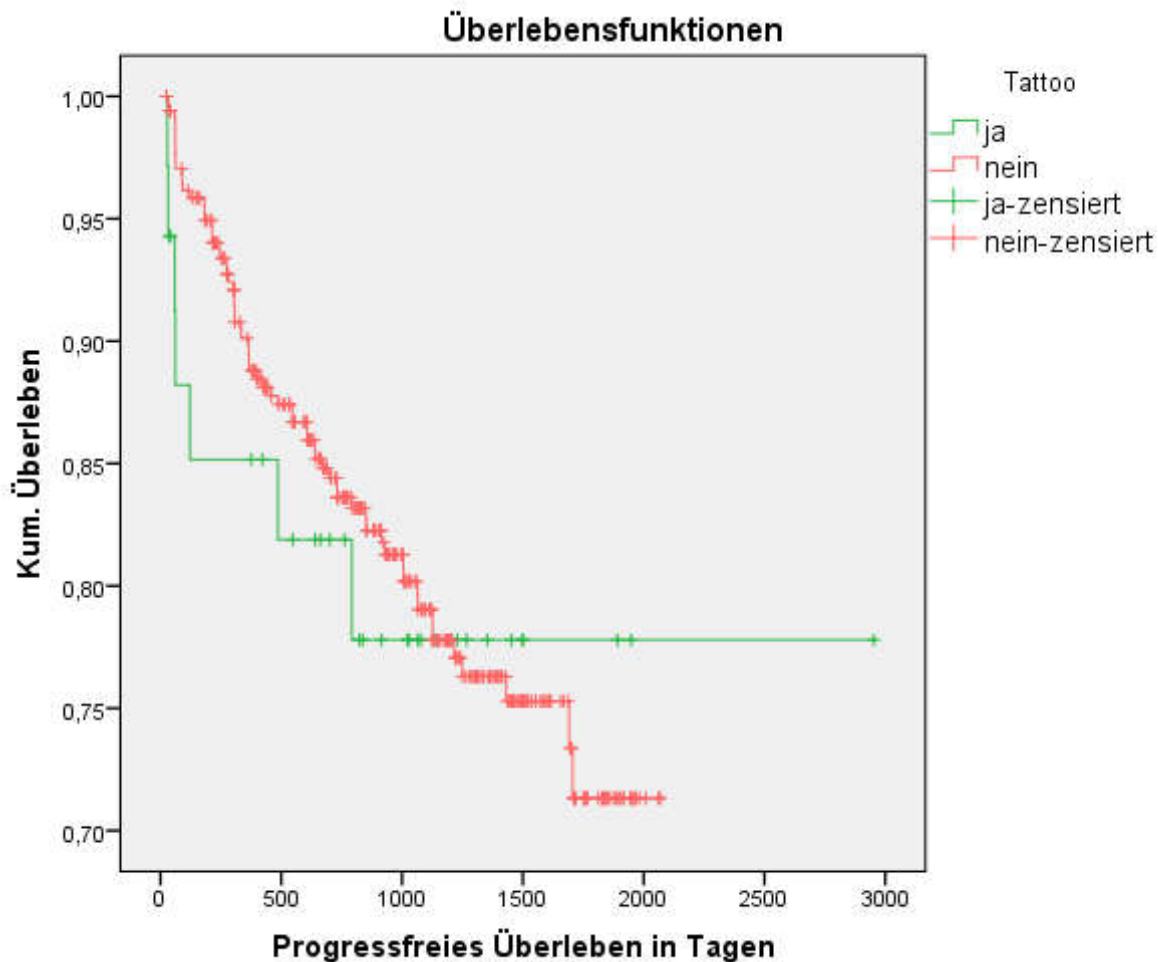 Überlebensfunktionen
Tattoo
ja
nein
ja-zensiert
nein-zensiert
Kum. Überleben
1,00
0,95
0,90
0,85
0,80
0,75
0,70
0
500
1000
1500
2000
2500
3000
Progressfreies Überleben in Tagen